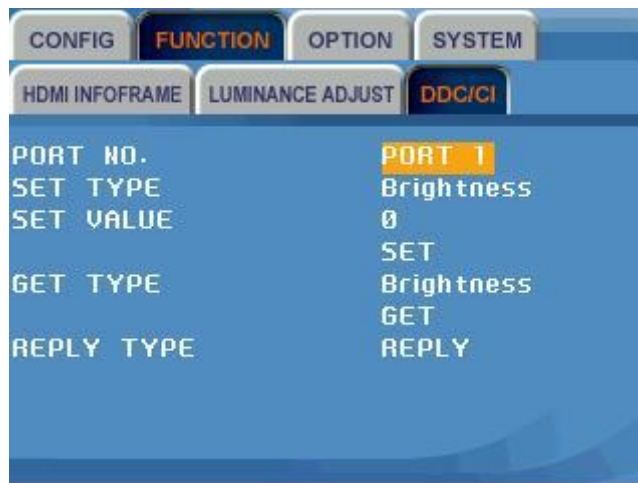 CONFIG FUNCTION OPTION SYSTEM
HDMI INFOFRAME LUMINANCE ADJUST DDC/CI
PORT NO. PORT 1
SET TYPE Brightness
SET VALUE 0
SET
GET TYPE Brightness
GET
REPLY TYPE REPLY